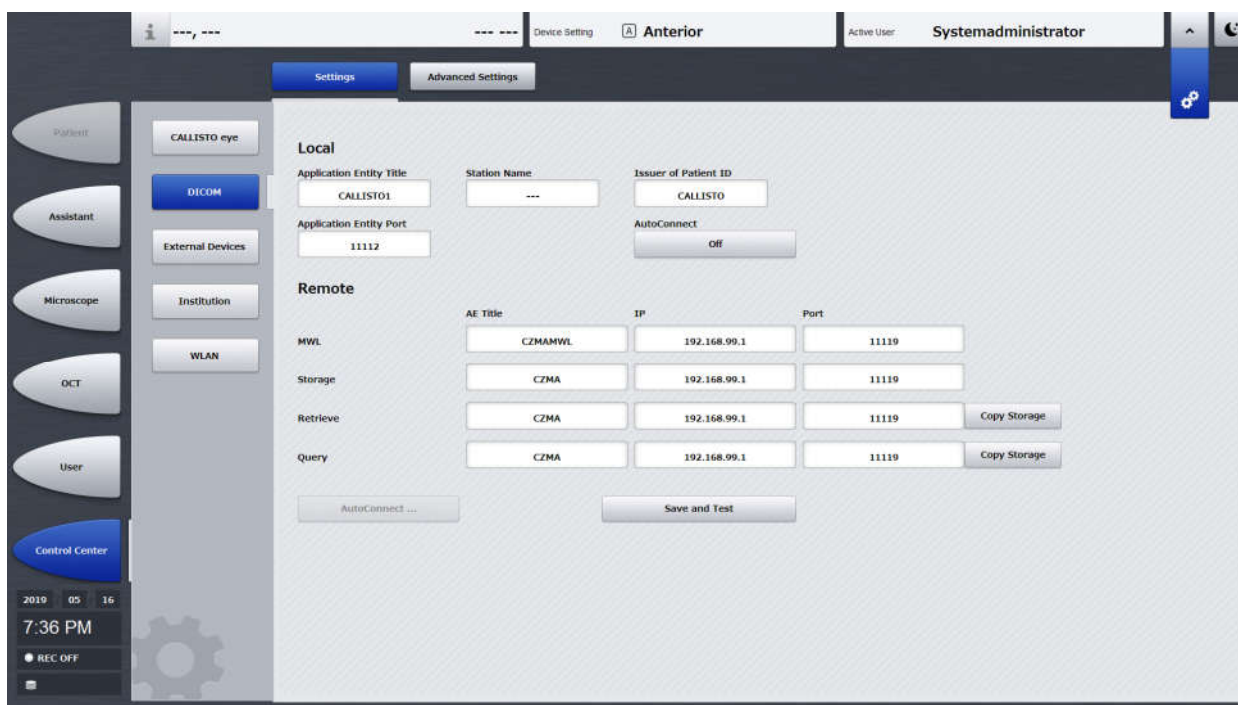 i ---, --- --- --- Device Setting A Anterior Active User Systemadministrator
Settings Advanced Settings
Patient
Assistant
Microscope
OCT
User
Control Center
2019 05 16
7:36 PM
REC OFF
CALLISTO eye
DICOM
External Devices
Institution
WLAN
Local
Application Entity Title Station Name Issuer of Patient ID
CALLISTO1 --- CALLISTO
Application Entity Port AutoConnect
11112 Off
Remote
AE Title IP Port
MWL CZMAMWL 192.168.99.1 11119
Storage CZMA 192.168.99.1 11119
Retrieve CZMA 192.168.99.1 11119 Copy Storage
Query CZMA 192.168.99.1 11119 Copy Storage
AutoConnect ... Save and Test